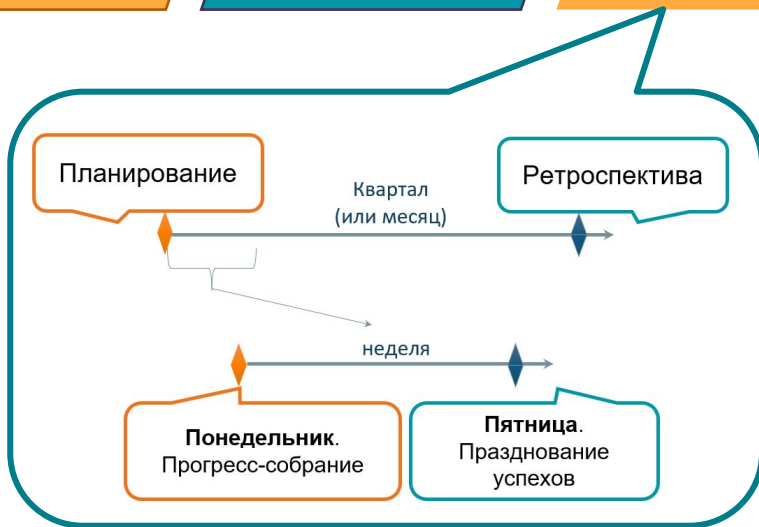 Планирование
Квартал
(или месяц)
Ретроспектива
неделя
Понедельник.
Прогресс-собрание
Пятница.
Празднование
успехов